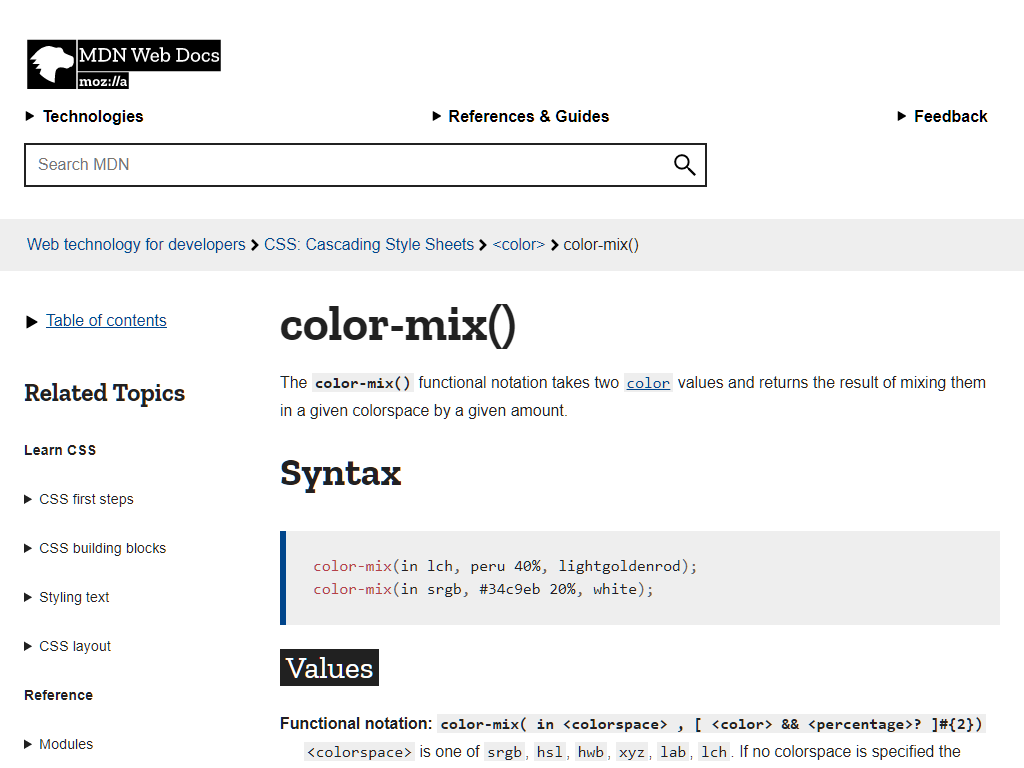 MDN Web Docs
moz://a
Technologies
References & Guides
Feedback
Search MDN
Web technology for developers CSS: Cascading Style Sheets <color> color-mix()
Table of contents
Related Topics
Learn CSS
CSS first steps
CSS building blocks
Styling text
CSS layout
Reference
Modules
color-mix()
The color-mix() functional notation takes two color values and returns the result of mixing them
in a given colorspace by a given amount.
Syntax
color-mix(in lch, peru 40%, lightgoldenrod);
color-mix(in srgb, #34c9eb 20%, white);
Values
Functional notation: color-mix( in <colorspace> , [ <color> && <percentage>? ]#{2})
<colorspace> is one of srgb, hsl, hwb, xyz, lab, lch. If no colorspace is specified the